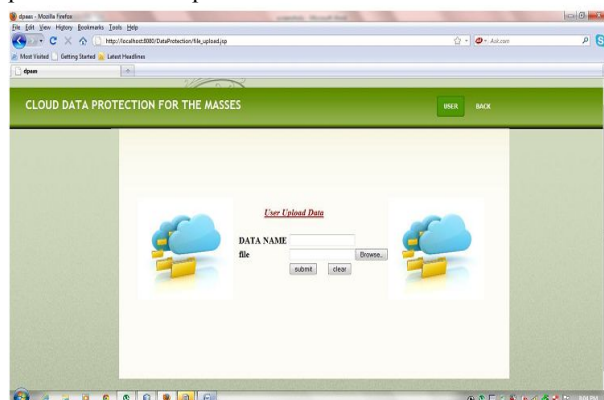 dpaas - Mozilla Firefox
File Edit View History Bookmarks Tools Help
http://localhost:8080/DataProtection/file_upload.jsp
Ask.com
Most Visited Getting Started Latest Headlines
dpaas
CLOUD DATA PROTECTION FOR THE MASSES
USER BACK
User Upload Data
DATA NAME
file Browse..
submit clear